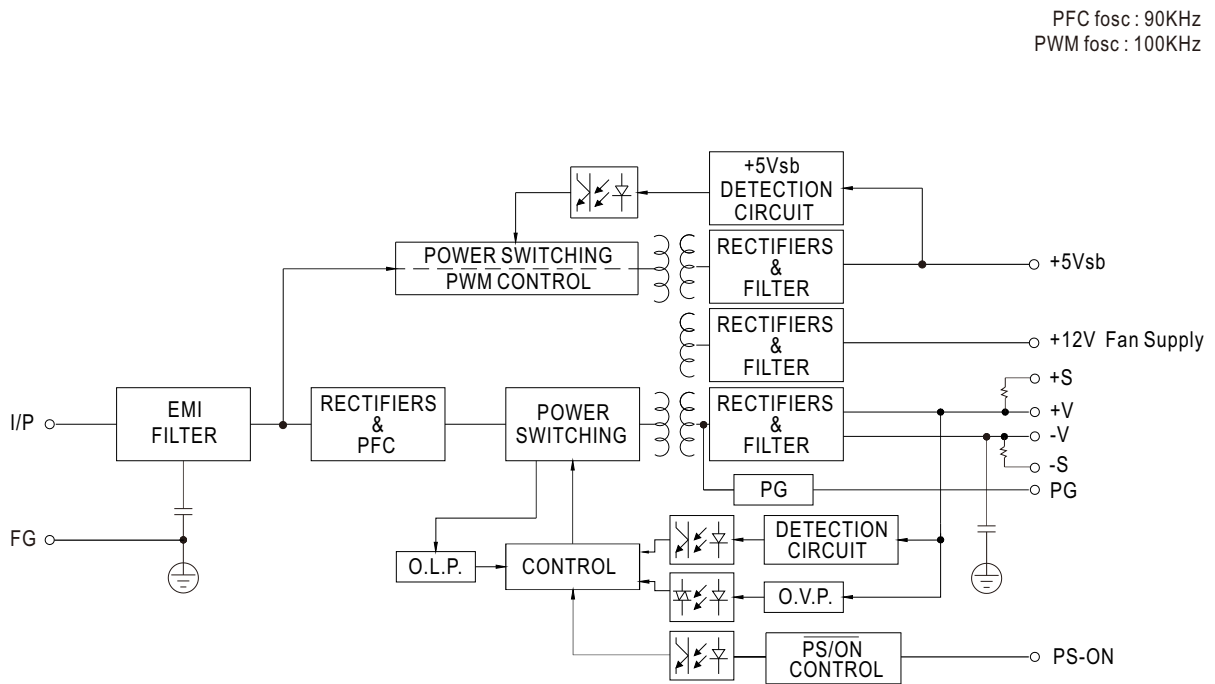 PFC fosc : 90KHz
PWM fosc : 100KHz
+5Vsb
DETECTION
CIRCUIT
POWER SWITCHING
PWM CONTROL
RECTIFIERS
&
FILTER
+5Vsb
RECTIFIERS
&
FILTER
+12V Fan Supply
I/P
EMI
FILTER
RECTIFIERS
&
PFC
POWER
SWITCHING
RECTIFIERS
&
FILTER
+S
+V
-V
-S
PG
PG
FG
O.L.P.
CONTROL
DETECTION
CIRCUIT
O.V.P.
PS/ON
CONTROL
PS-ON